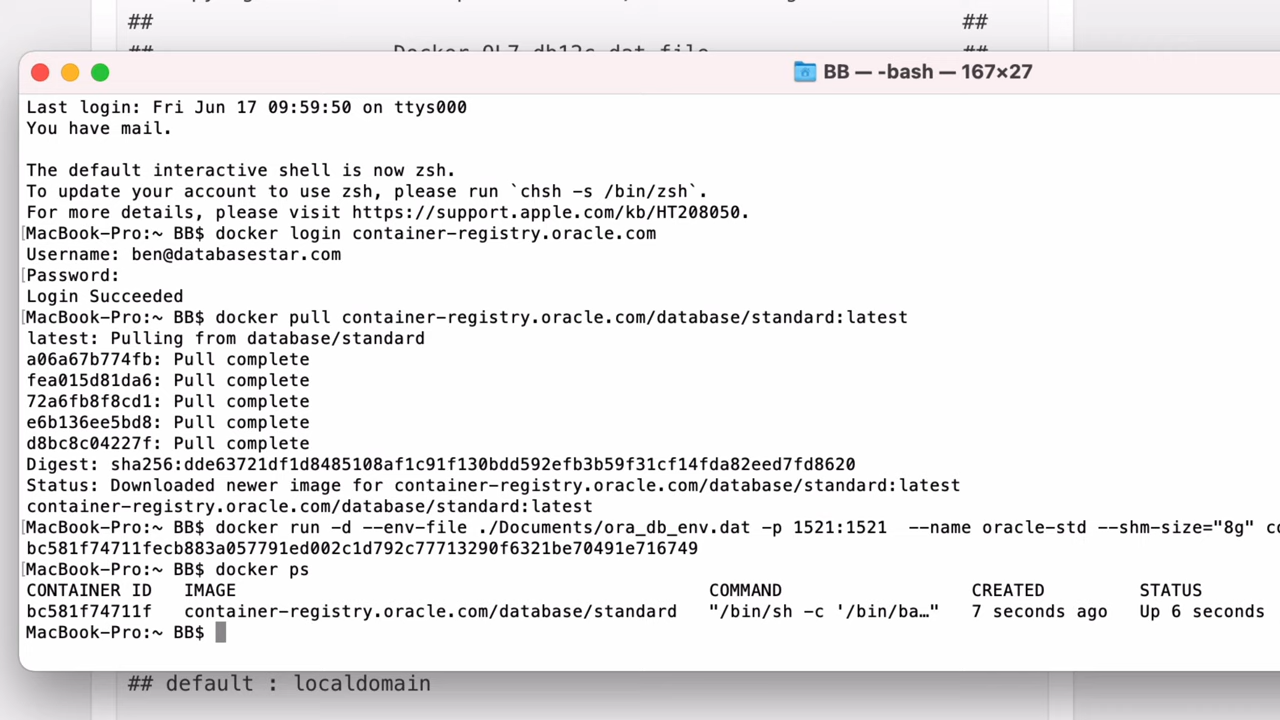 ##                                                                              ##
##                       Docker OL7 db12c dat file                        ##
BB — -bash — 167×27
Last login: Fri Jun 17 09:59:50 on ttys000
You have mail.
The default interactive shell is now zsh.
To update your account to use zsh, please run `chsh -s /bin/zsh`.
For more details, please visit https://support.apple.com/kb/HT208050.
[MacBook-Pro:~ BB$ docker login container-registry.oracle.com
Username: ben@databasestar.com
[Password:
Login Succeeded
[MacBook-Pro:~ BB$ docker pull container-registry.oracle.com/database/standard:latest
latest: Pulling from database/standard
a06a67b774fb: Pull complete
fea015d81da6: Pull complete
72a6fb8f8cd1: Pull complete
e6b136ee5bd8: Pull complete
d8bc8c04227f: Pull complete
Digest: sha256:dde63721df1d8485108af1c91f130bdd592efb3b59f31cf14fda82eed7fd8620
Status: Downloaded newer image for container-registry.oracle.com/database/standard:latest
container-registry.oracle.com/database/standard:latest
[MacBook-Pro:~ BB$ docker run -d --env-file ./Documents/ora_db_env.dat -p 1521:1521  --name oracle-std --shm-size="8g" co
bc581f74711fecb883a057791ed002c1d792c77713290f6321be70491e716749
[MacBook-Pro:~ BB$ docker ps
CONTAINER ID   IMAGE                                             COMMAND                  CREATED         STATUS
bc581f74711f   container-registry.oracle.com/database/standard   "/bin/sh -c '/bin/ba…"   7 seconds ago   Up 6 seconds
MacBook-Pro:~ BB$
## default : localdomain